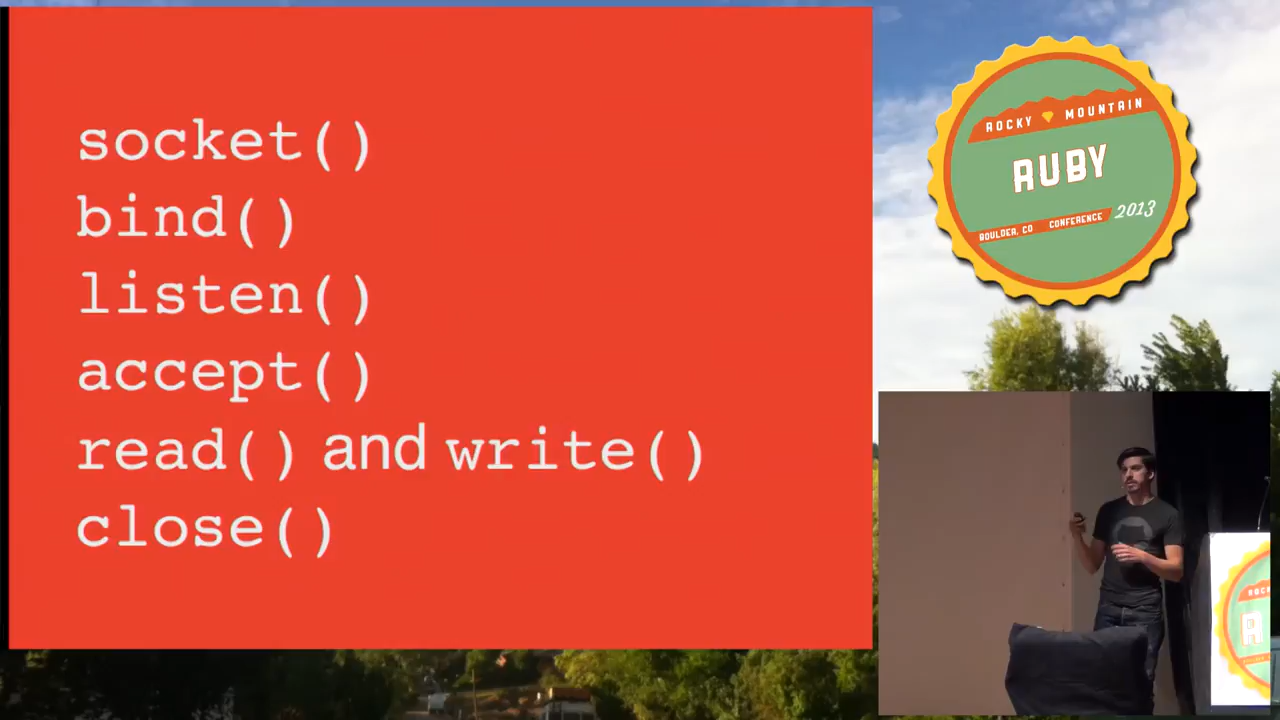 socket()
bind()
listen()
accept()
read() and write()
close()
ROCKY MOUNTAIN
RUBY
BOULDER, CO CONFERENCE 2013